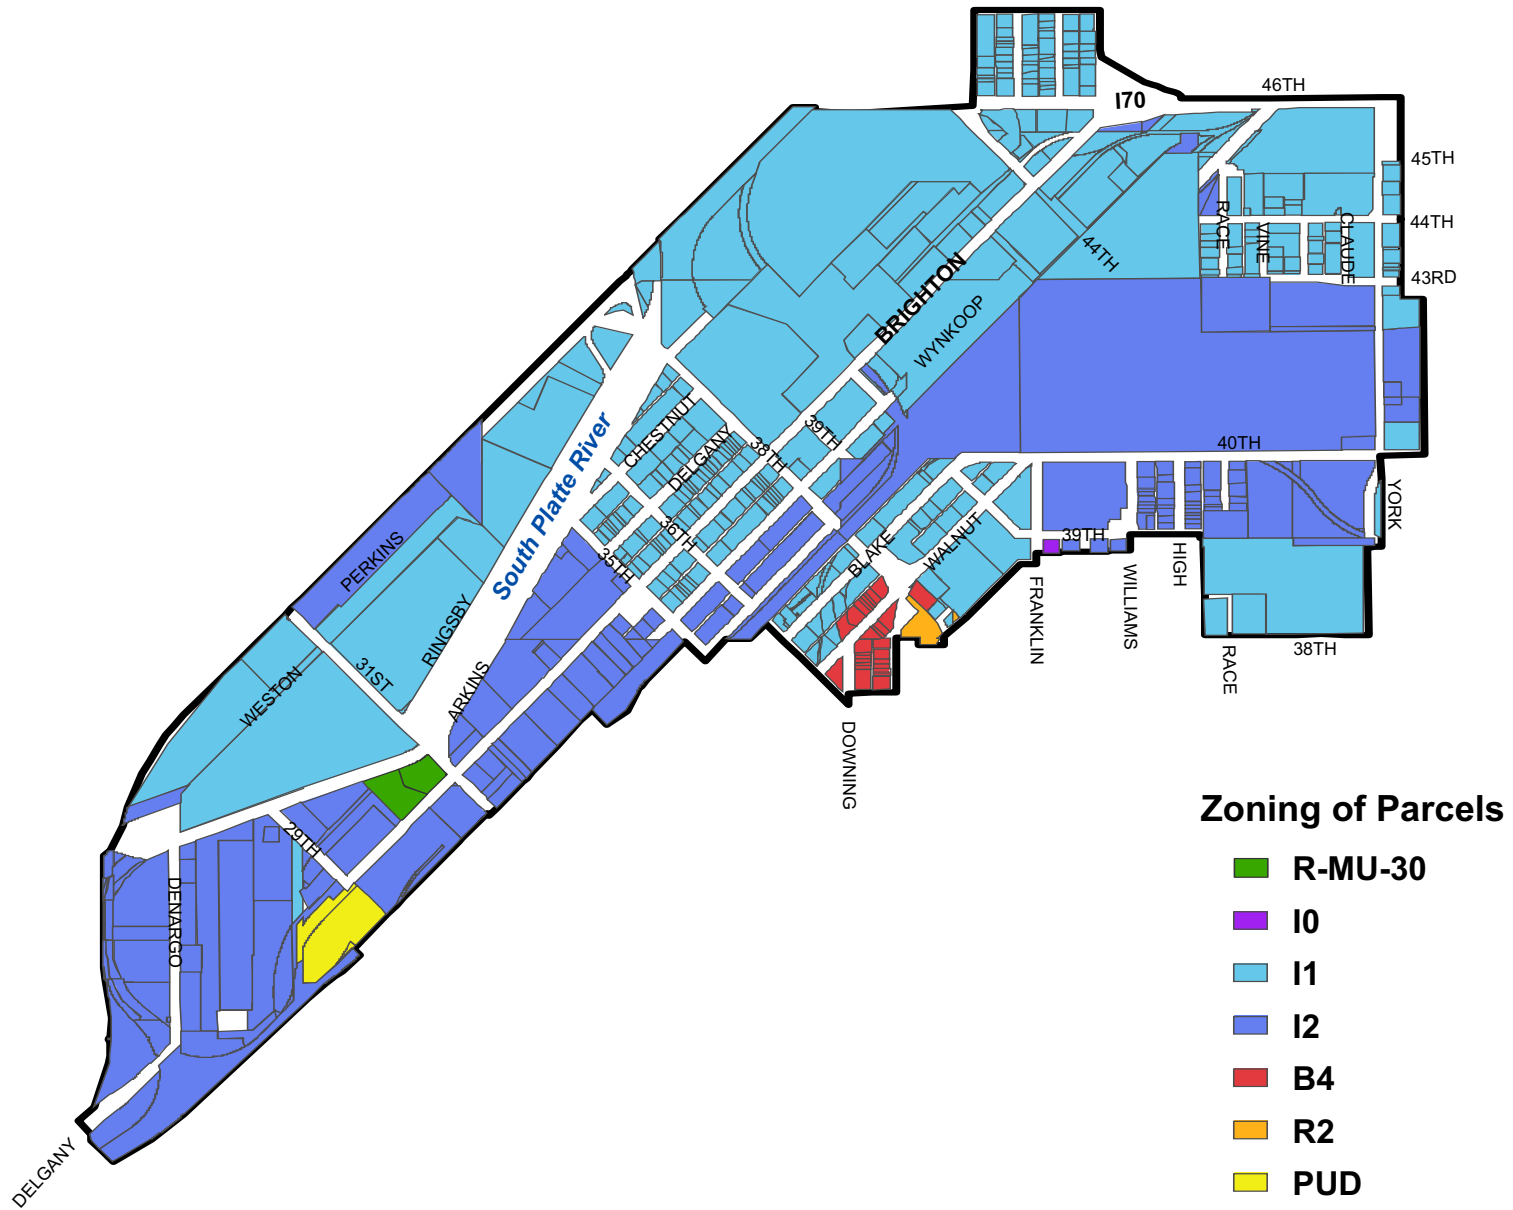 46TH
I70
45TH
44TH
43RD
RACE
VINE
CLAUDE
44TH
BRIGHTON
WYNKOOP
CHESTNUT
DELGANY
39TH
38TH
40TH
South Platte River
36TH
35TH
YORK
PERKINS
BLAKE
WALNUT
39TH
HIGH
WILLIAMS
FRANKLIN
RINGSBY
38TH
RACE
31ST
WESTON
ARKINS
DOWNING
29TH
DENARGO
DELGANY
Zoning of Parcels
R-MU-30
I0
I1
I2
B4
R2
PUD